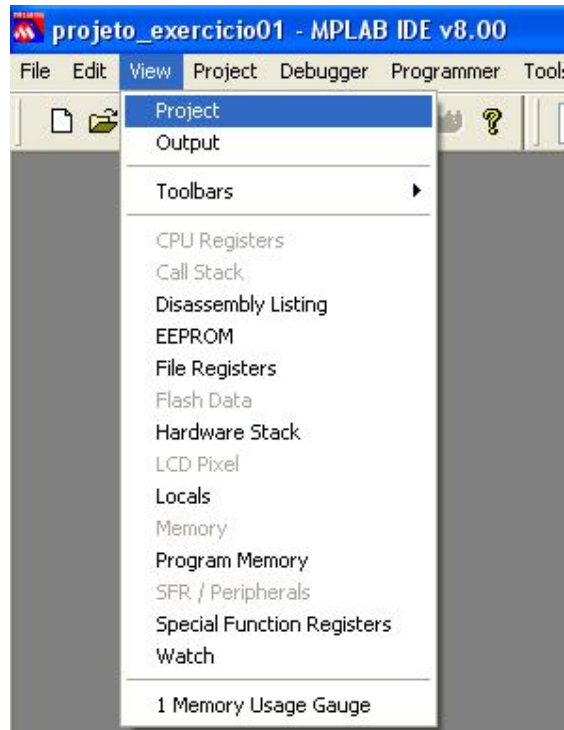 projeto_exercicio01 - MPLAB IDE v8.00
File Edit View Project Debugger Programmer Tools
Project
Output
Toolbars
CPU Registers
Call Stack
Disassembly Listing
EEPROM
File Registers
Flash Data
Hardware Stack
LCD Pixel
Locals
Memory
Program Memory
SFR / Peripherals
Special Function Registers
Watch
1 Memory Usage Gauge